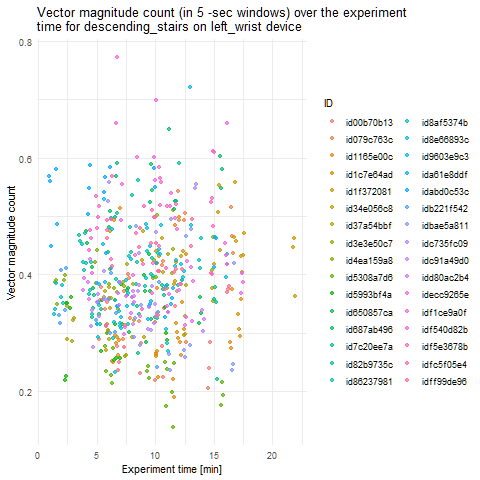 Vector magnitude count (in 5 -sec windows) over the experiment
time for descending_stairs on left_wrist device
0.8
0.6
0.4
0.2
Vector magnitude count
0
5
10
15
20
Experiment time [min]
ID
id00b70b13
id079c763c
id1165e00c
id1c7e64ad
id1f372081
id34e056c8
id37a54bbf
id3e3e50c7
id4ea159a8
id5308a7d6
id5993bf4a
id650857ca
id687ab496
id7c20ee7a
id82b9735c
id86237981
id8af5374b
id8e66893c
id9603e9c3
ida61e8ddf
idabd0c53c
idb221f542
idbae5a811
idc735fc09
idc91a49d0
idd80ac2b4
idecc9265e
idf1ce9a0f
idf540d82b
idf5e3678b
idfc5f05e4
idff99de96